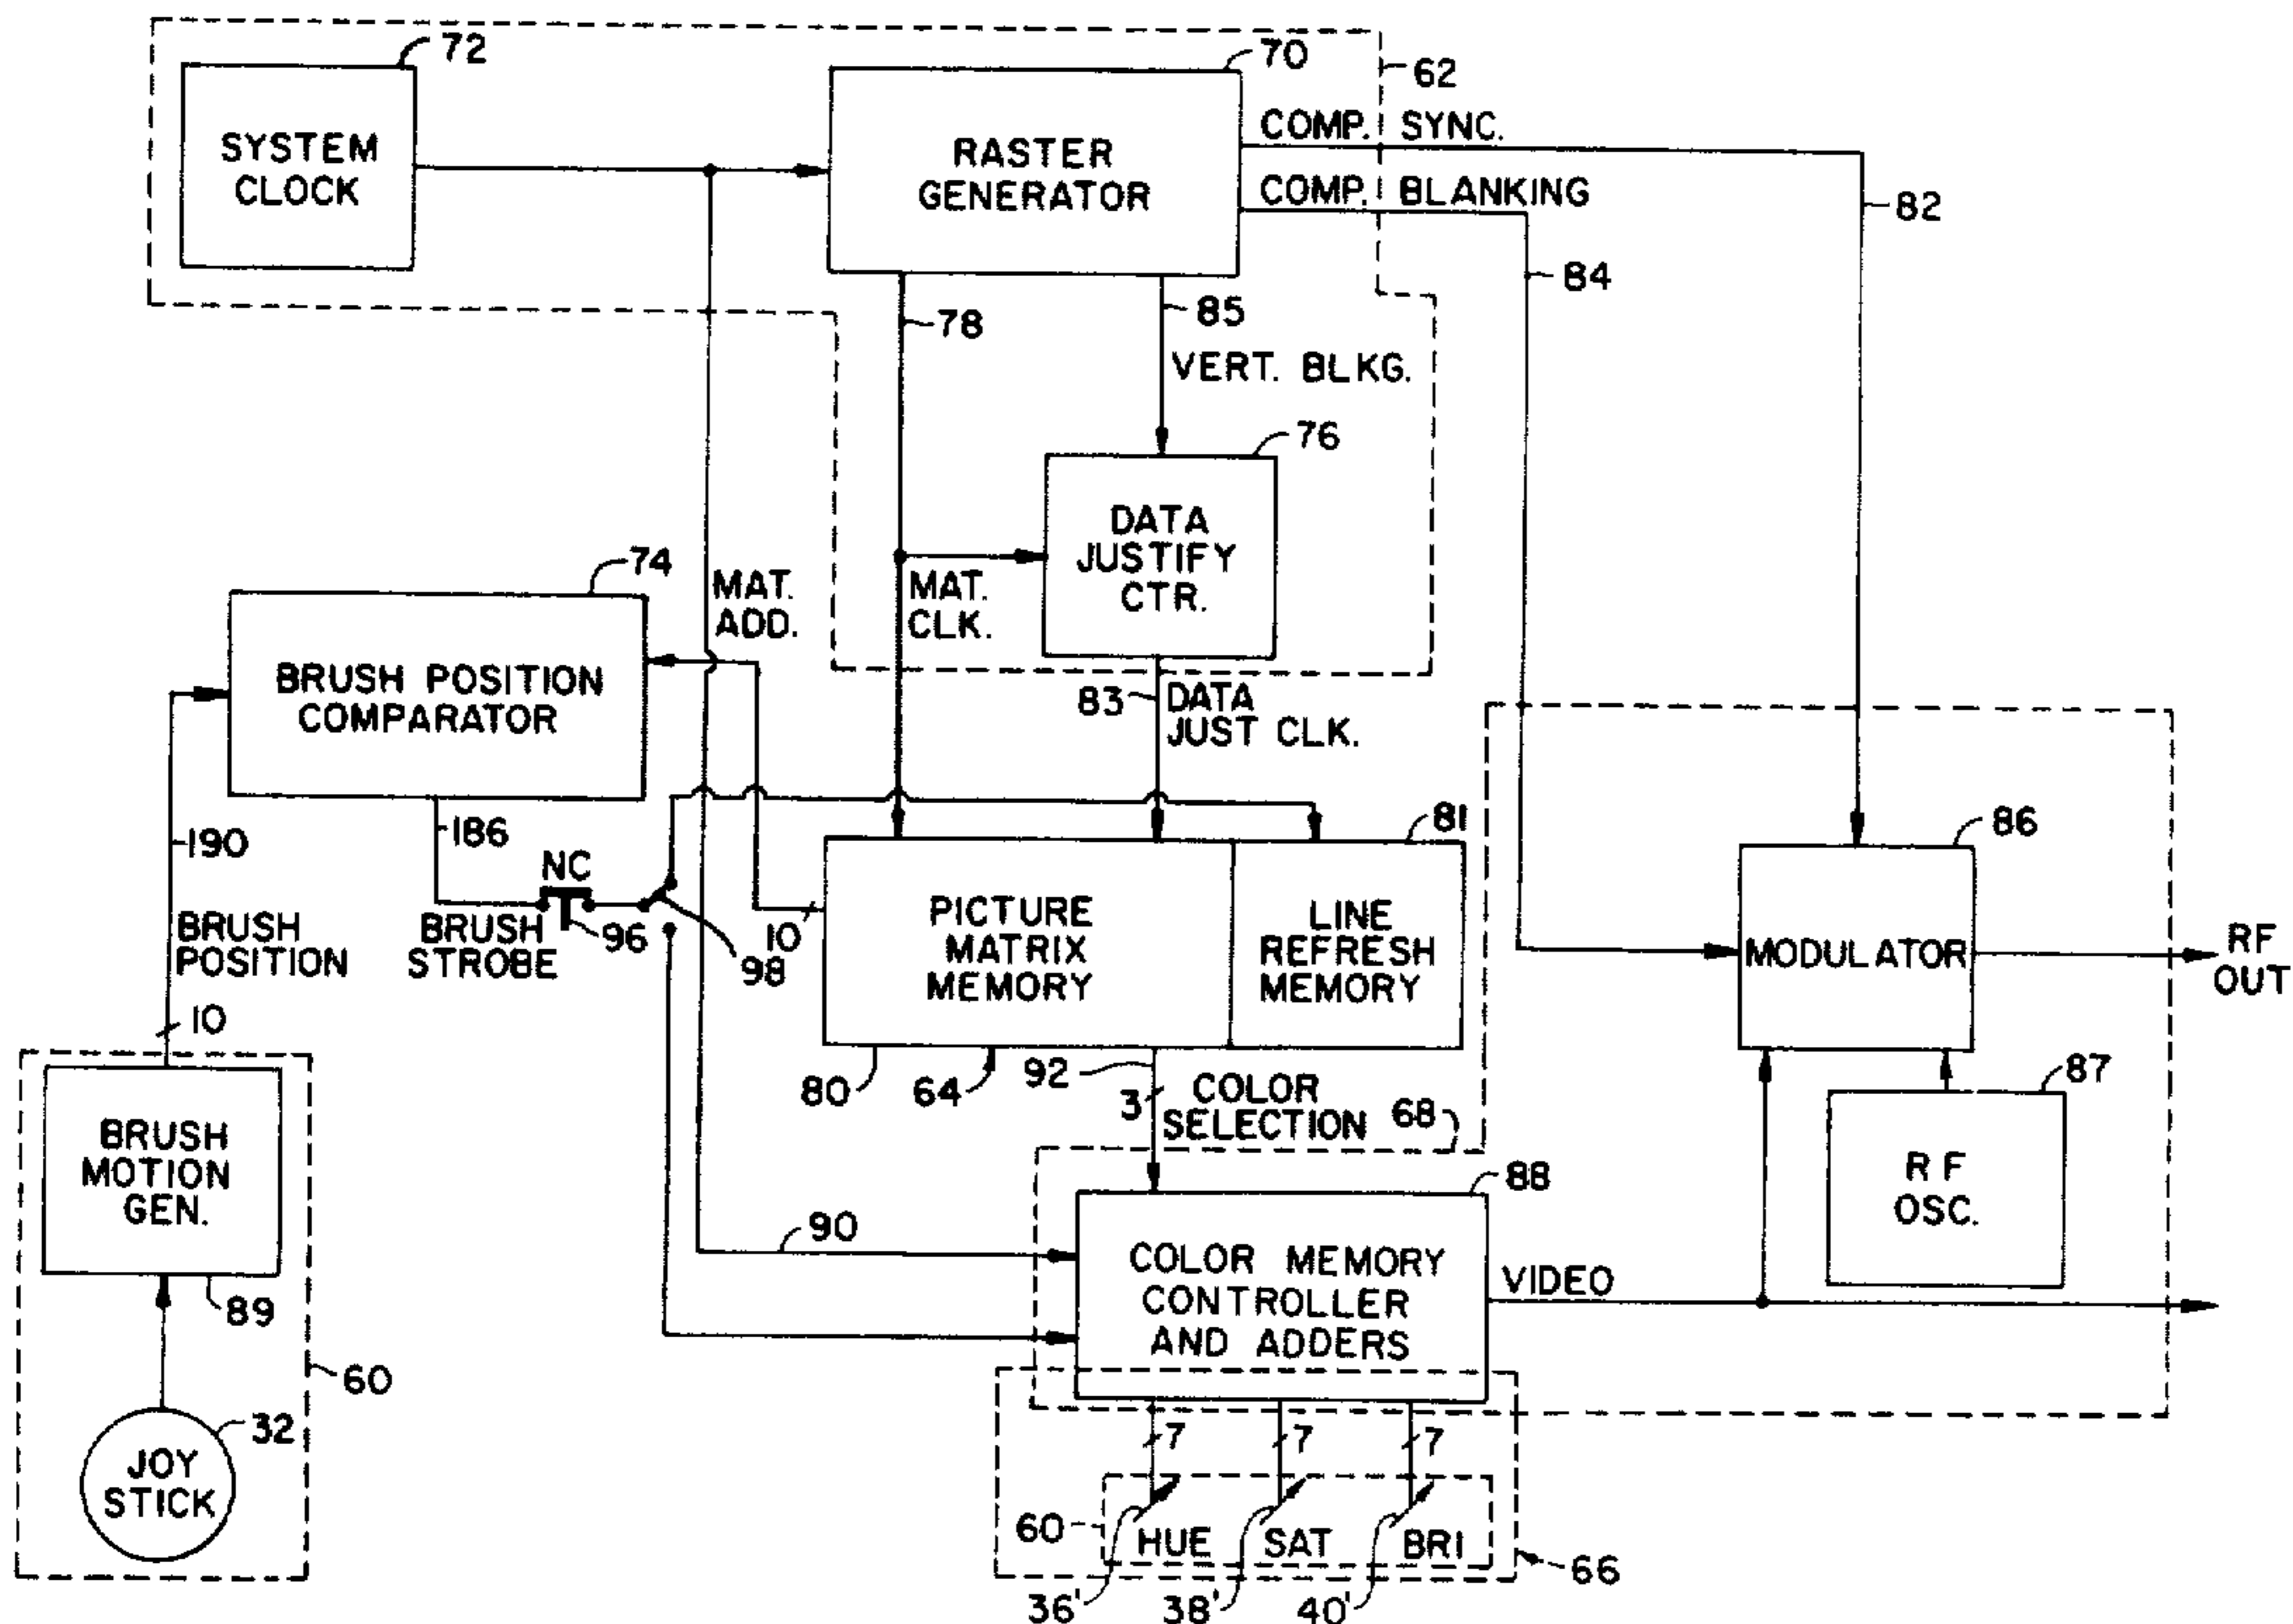 72
SYSTEM
CLOCK
70
RASTER
GENERATOR
62
COMP. SYNC.
COMP. BLANKING
82
84
78
85
VERT. BLKG.
76
DATA
JUSTIFY
CTR.
MAT.
CLK.
MAT.
ADD.
74
BRUSH POSITION
COMPARATOR
83
DATA
JUST CLK.
190
BRUSH
POSITION
10
186
BRUSH
STROBE
NC
96
98
10
PICTURE
MATRIX
MEMORY
81
LINE
REFRESH
MEMORY
80
64
92
3
COLOR
SELECTION
68
86
MODULATOR
RF
OUT
87
RF
OSC.
BRUSH
MOTION
GEN.
89
60
32
JOY
STICK
90
88
COLOR MEMORY
CONTROLLER
AND ADDERS
VIDEO
7
7
7
60
HUE
SAT
BRI
66
36'
38'
40'